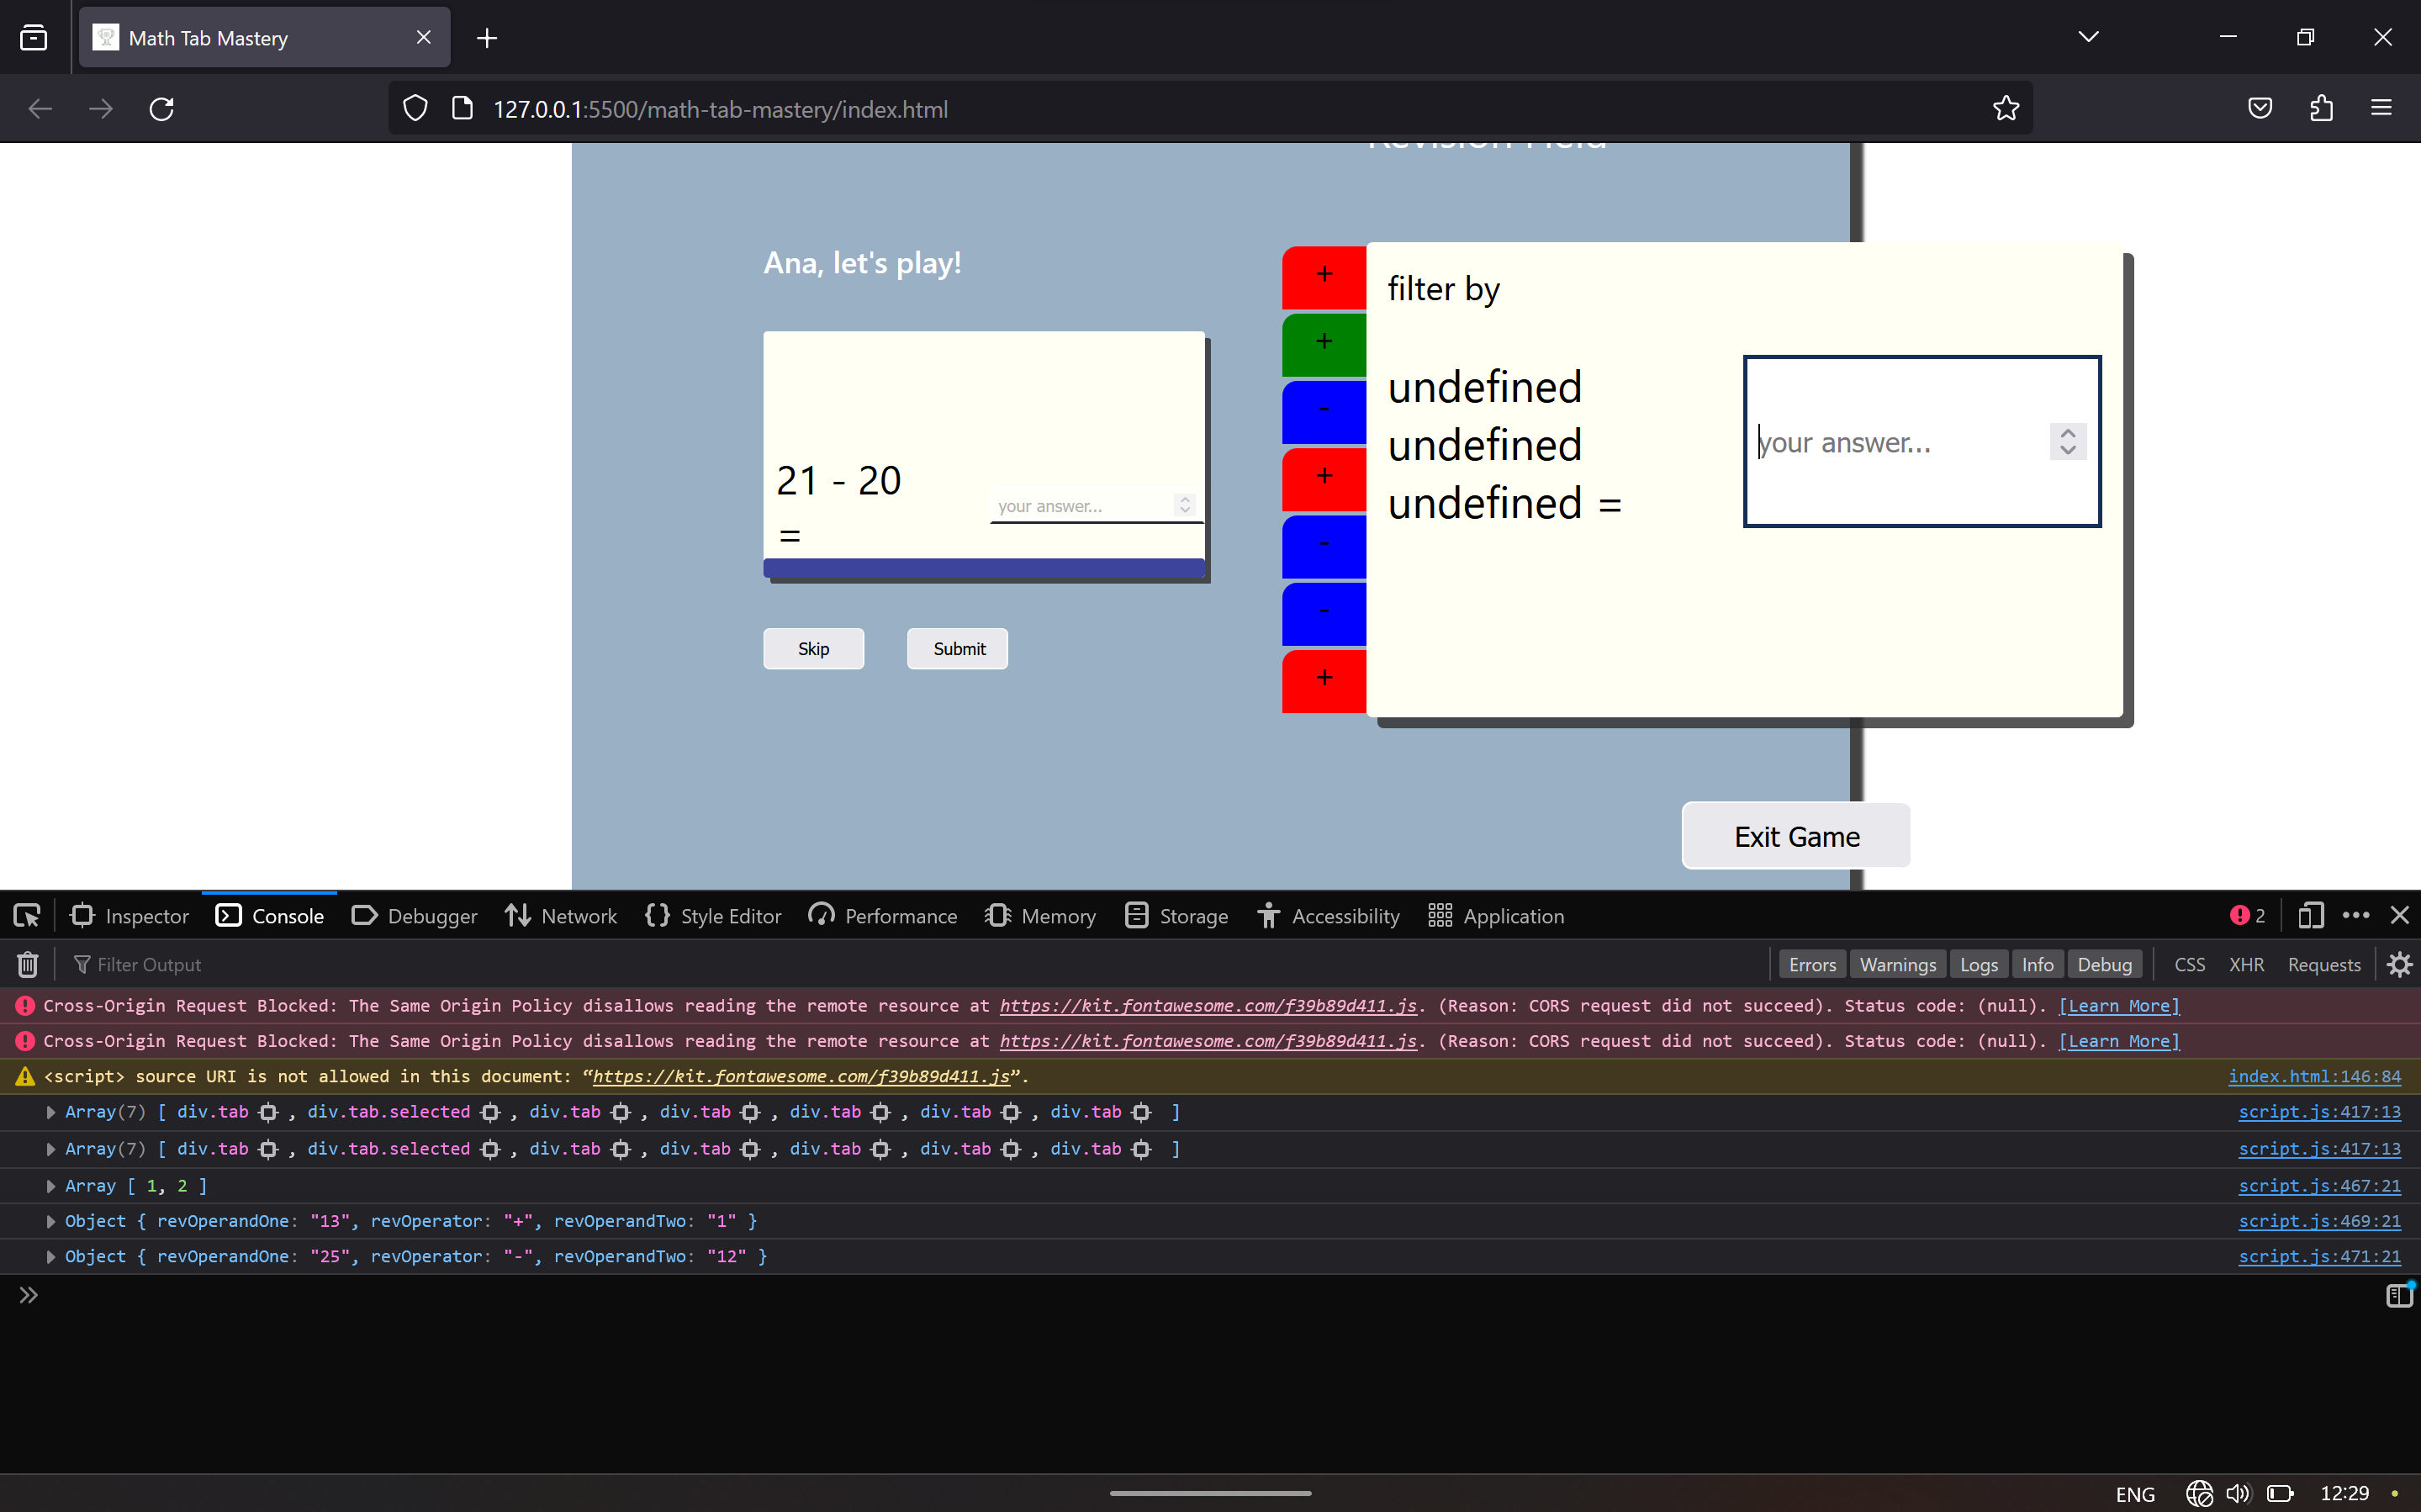 Math Tab Mastery
127.0.0.1:5500/math-tab-mastery/index.html
Revision Field
Ana, let's play!
21 - 20
=
your answer...
Skip
Submit
+
+
-
+
-
-
+
filter by
undefined
undefined
undefined =
your answer...
Exit Game
Inspector Console Debugger Network Style Editor Performance Memory Storage Accessibility Application 2
Filter Output Errors Warnings Logs Info Debug CSS XHR Requests
Cross-Origin Request Blocked: The Same Origin Policy disallows reading the remote resource at https://kit.fontawesome.com/f39b89d411.js. (Reason: CORS request did not succeed). Status code: (null). [Learn More]
Cross-Origin Request Blocked: The Same Origin Policy disallows reading the remote resource at https://kit.fontawesome.com/f39b89d411.js. (Reason: CORS request did not succeed). Status code: (null). [Learn More]
<script> source URI is not allowed in this document: “https://kit.fontawesome.com/f39b89d411.js”. index.html:146:84
Array(7) [ div.tab , div.tab.selected , div.tab , div.tab , div.tab , div.tab , div.tab ] script.js:417:13
Array(7) [ div.tab , div.tab.selected , div.tab , div.tab , div.tab , div.tab , div.tab ] script.js:417:13
Array [ 1, 2 ] script.js:467:21
Object { revOperandOne: "13", revOperator: "+", revOperandTwo: "1" } script.js:469:21
Object { revOperandOne: "25", revOperator: "-", revOperandTwo: "12" } script.js:471:21
ENG 12:29